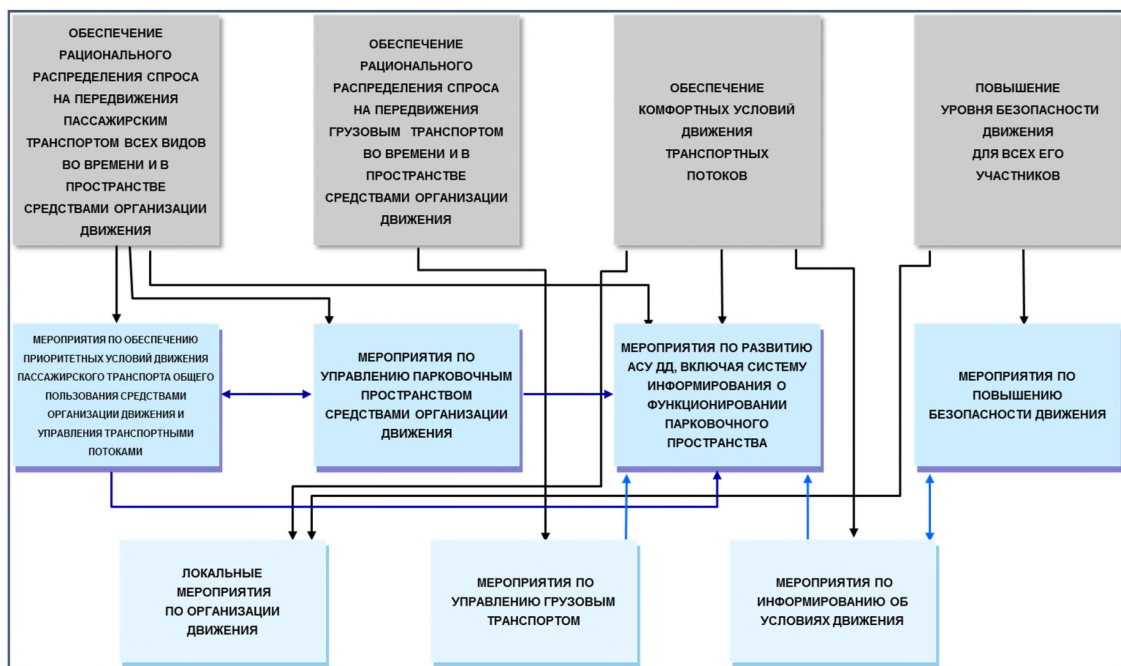 ОБЕСПЕЧЕНИЕ
РАЦИОНАЛЬНОГО
РАСПРЕДЕЛЕНИЯ СПРОСА
НА ПЕРЕДВИЖЕНИЯ
ПАССАЖИРСКИМ
ТРАНСПОРТОМ ВСЕХ ВИДОВ
ВО ВРЕМЕНИ И В
ПРОСТРАНСТВЕ
СРЕДСТВАМИ ОРГАНИЗАЦИИ
ДВИЖЕНИЯ
ОБЕСПЕЧЕНИЕ
РАЦИОНАЛЬНОГО
РАСПРЕДЕЛЕНИЯ СПРОСА
НА ПЕРЕДВИЖЕНИЯ
ГРУЗОВЫМ ТРАНСПОРТОМ
ВО ВРЕМЕНИ И В
ПРОСТРАНСТВЕ
СРЕДСТВАМИ ОРГАНИЗАЦИИ
ДВИЖЕНИЯ
ОБЕСПЕЧЕНИЕ
КОМФОРТНЫХ УСЛОВИЙ
ДВИЖЕНИЯ
ТРАНСПОРТНЫХ
ПОТОКОВ
ПОВЫШЕНИЕ
УРОВНЯ БЕЗОПАСНОСТИ
ДВИЖЕНИЯ
ДЛЯ ВСЕХ ЕГО
УЧАСТНИКОВ
МЕРОПРИЯТИЯ ПО ОБЕСПЕЧЕНИЮ
ПРИОРИТЕТНЫХ УСЛОВИЙ ДВИЖЕНИЯ
ПАССАЖИРСКОГО ТРАНСПОРТА ОБЩЕГО
ПОЛЬЗОВАНИЯ СРЕДСТВАМИ
ОРГАНИЗАЦИИ ДВИЖЕНИЯ И
УПРАВЛЕНИЯ ТРАНСПОРТНЫМИ
ПОТОКАМИ
МЕРОПРИЯТИЯ ПО
УПРАВЛЕНИЮ ПАРКОВОЧНЫМ
ПРОСТРАНСТВОМ
СРЕДСТВАМИ ОРГАНИЗАЦИИ
ДВИЖЕНИЯ
МЕРОПРИЯТИЯ ПО РАЗВИТИЮ
АСУ ДД, ВКЛЮЧАЯ СИСТЕМУ
ИНФОРМИРОВАНИЯ О
ФУНКЦИОНИРОВАНИИ
ПАРКОВОЧНОГО
ПРОСТРАНСТВА
МЕРОПРИЯТИЯ ПО
ПОВЫШЕНИЮ
БЕЗОПАСНОСТИ ДВИЖЕНИЯ
ЛОКАЛЬНЫЕ
МЕРОПРИЯТИЯ
ПО ОРГАНИЗАЦИИ
ДВИЖЕНИЯ
МЕРОПРИЯТИЯ ПО
УПРАВЛЕНИЮ ГРУЗОВЫМ
ТРАНСПОРТОМ
МЕРОПРИЯТИЯ ПО
ИНФОРМИРОВАНИЮ ОБ
УСЛОВИЯХ ДВИЖЕНИЯ